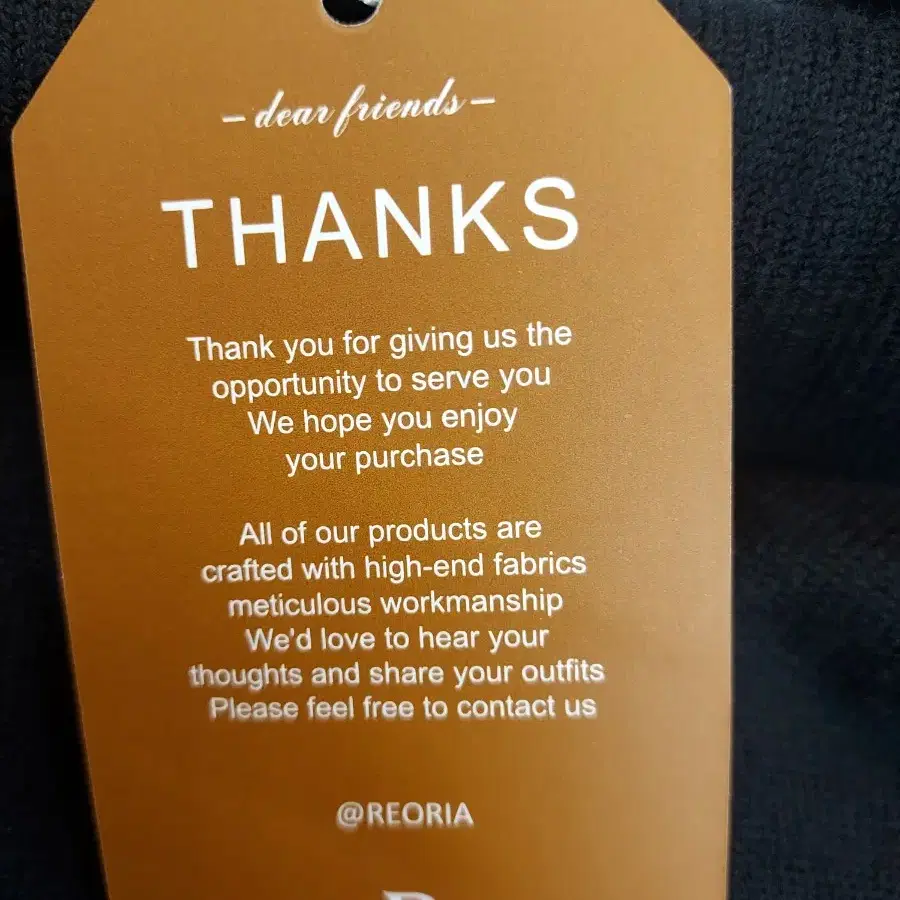 – dear friends –
THANKS
Thank you for giving us the
opportunity to serve you
We hope you enjoy
your purchase
All of our products are
crafted with high-end fabrics
meticulous workmanship
We'd love to hear your
thoughts and share your outfits
Please feel free to contact us
@REORIA